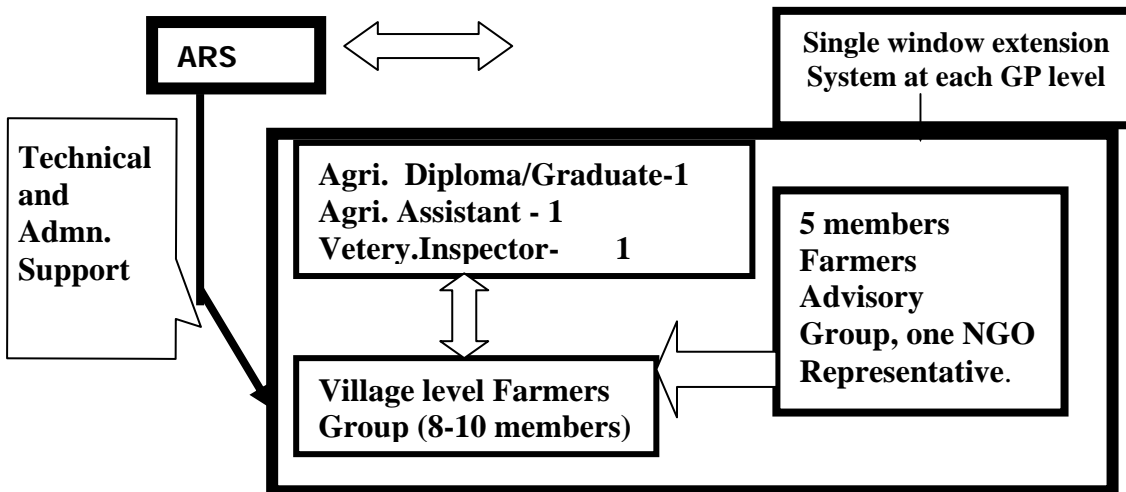 ARS
Single window extension
System at each GP level
Technical
and
Admn.
Support
Agri. Diploma/Graduate-1
Agri. Assistant - 1
Vetery.Inspector- 1
5 members
Farmers
Advisory
Group, one NGO
Representative.
Village level Farmers
Group (8-10 members)